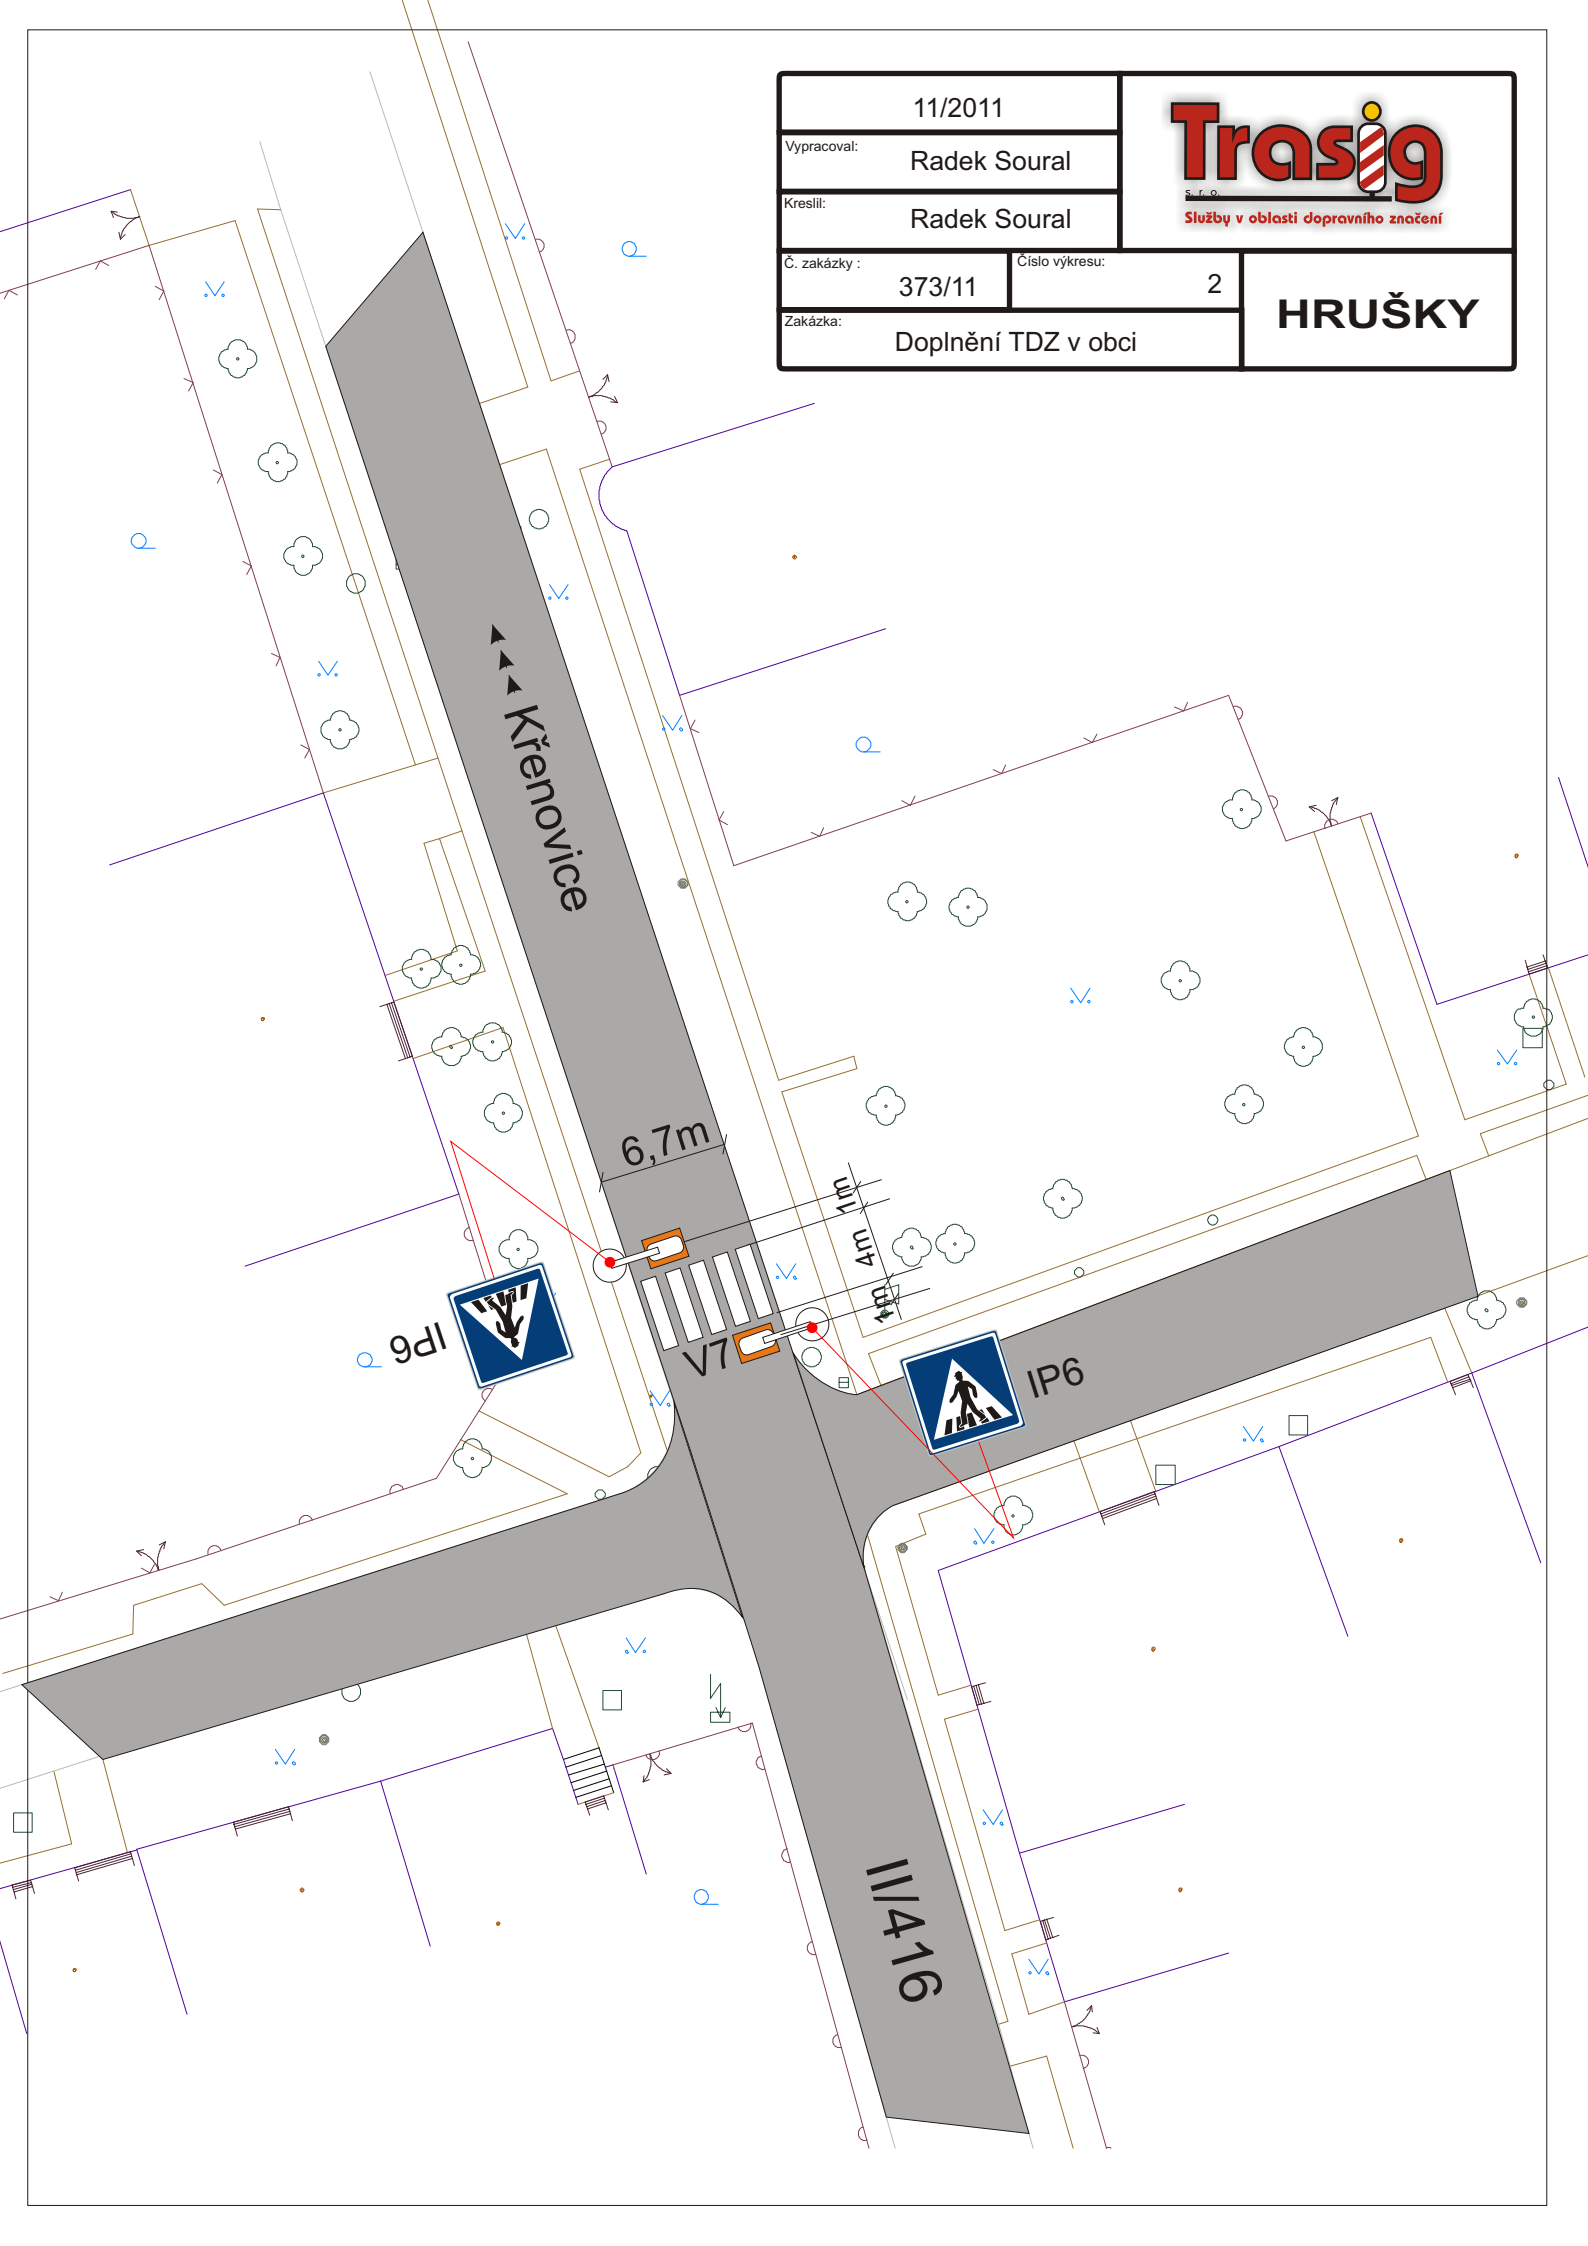 11/2011
Vypracoval:
Radek Soural
Kreslil:
Radek Soural
Č. zakázky :
373/11
Číslo výkresu:
2
Zakázka:
Doplnění TDZ v obci
Trasig
s. r. o.
Služby v oblasti dopravního značení
HRUŠKY
Křenovice
6,7m
1m
4m
1m
IP6
V7
IP6
II/416